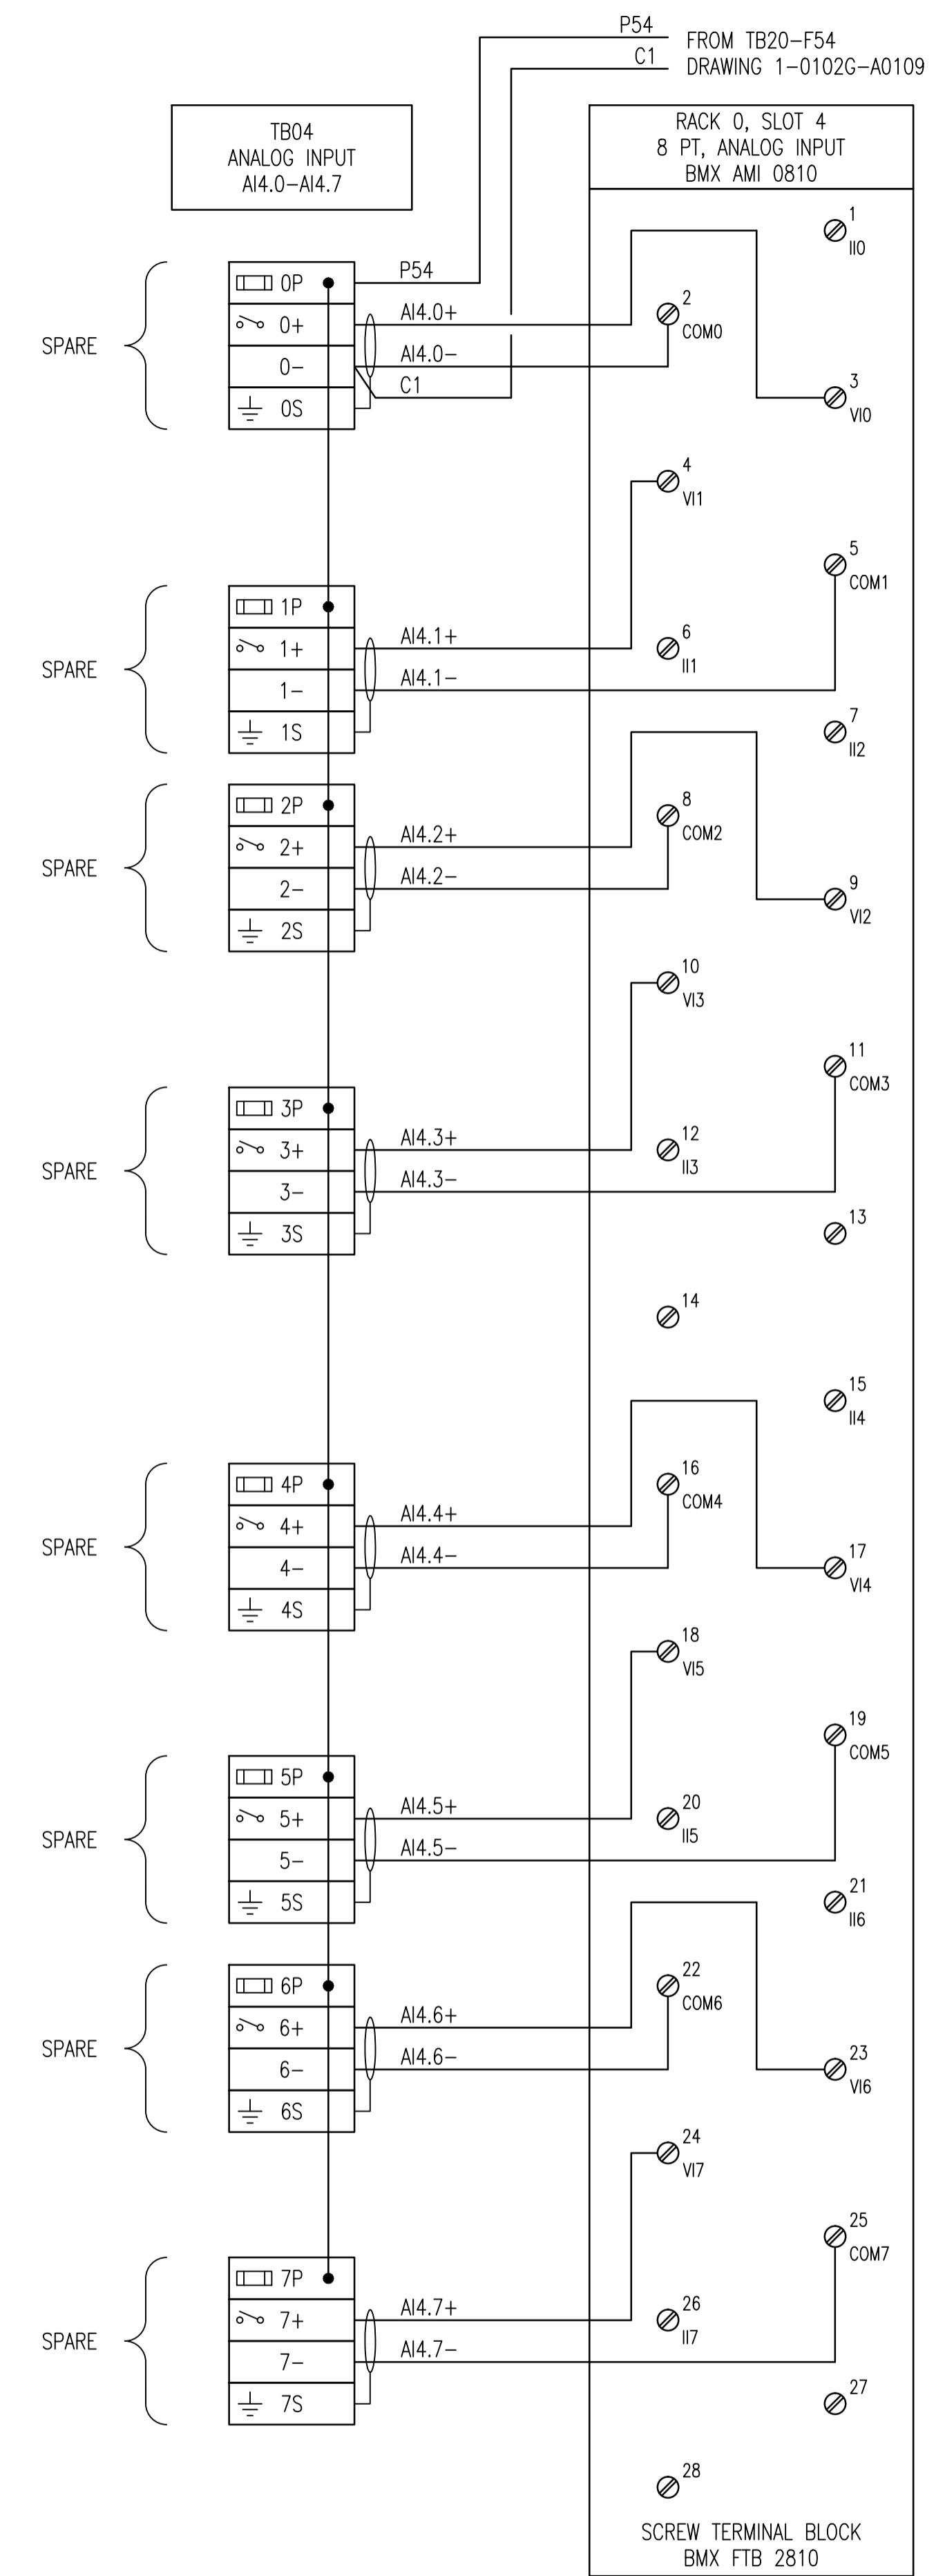 P54
C1
FROM TB20-F54
DRAWING 1-0102G-A0109
TB04
ANALOG INPUT
AI4.0-AI4.7
RACK 0, SLOT 4
8 PT, ANALOG INPUT
BMX AMI 0810
SPARE
0P
0+
0-
0S
P54
AI4.0+
AI4.0-
C1
1
II0
2
COM0
3
VI0
4
VI1
5
COM1
SPARE
1P
1+
1-
1S
AI4.1+
AI4.1-
6
II1
7
II2
SPARE
2P
2+
2-
2S
AI4.2+
AI4.2-
8
COM2
9
VI2
10
VI3
11
COM3
SPARE
3P
3+
3-
3S
AI4.3+
AI4.3-
12
II3
13
14
15
II4
SPARE
4P
4+
4-
4S
AI4.4+
AI4.4-
16
COM4
17
VI4
18
VI5
19
COM5
SPARE
5P
5+
5-
5S
AI4.5+
AI4.5-
20
II5
21
II6
SPARE
6P
6+
6-
6S
AI4.6+
AI4.6-
22
COM6
23
VI6
24
VI7
25
COM7
SPARE
7P
7+
7-
7S
AI4.7+
AI4.7-
26
II7
27
28
SCREW TERMINAL BLOCK
BMX FTB 2810